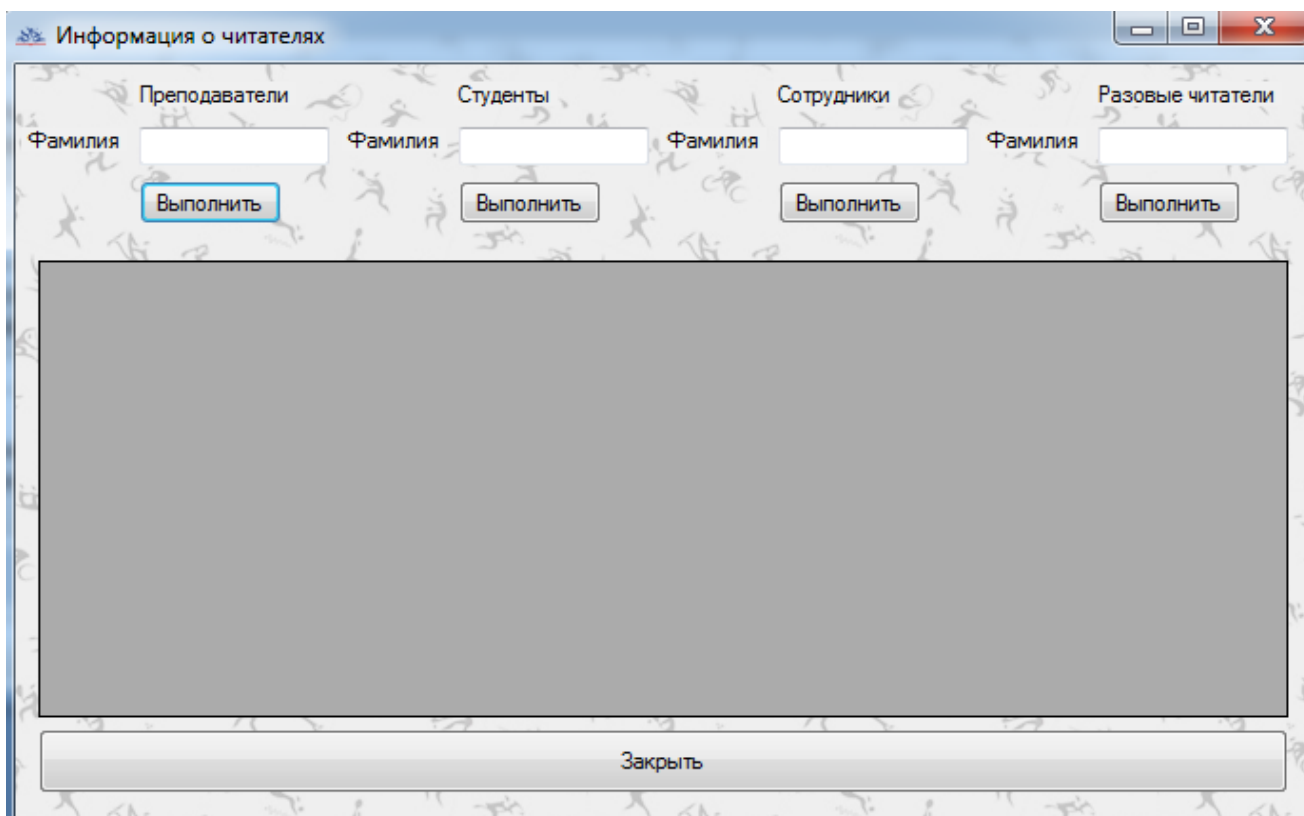 Информация о читателях
Преподаватели Студенты Сотрудники Разовые читатели
Фамилия Фамилия Фамилия Фамилия
Выполнить Выполнить Выполнить Выполнить
Закрыть